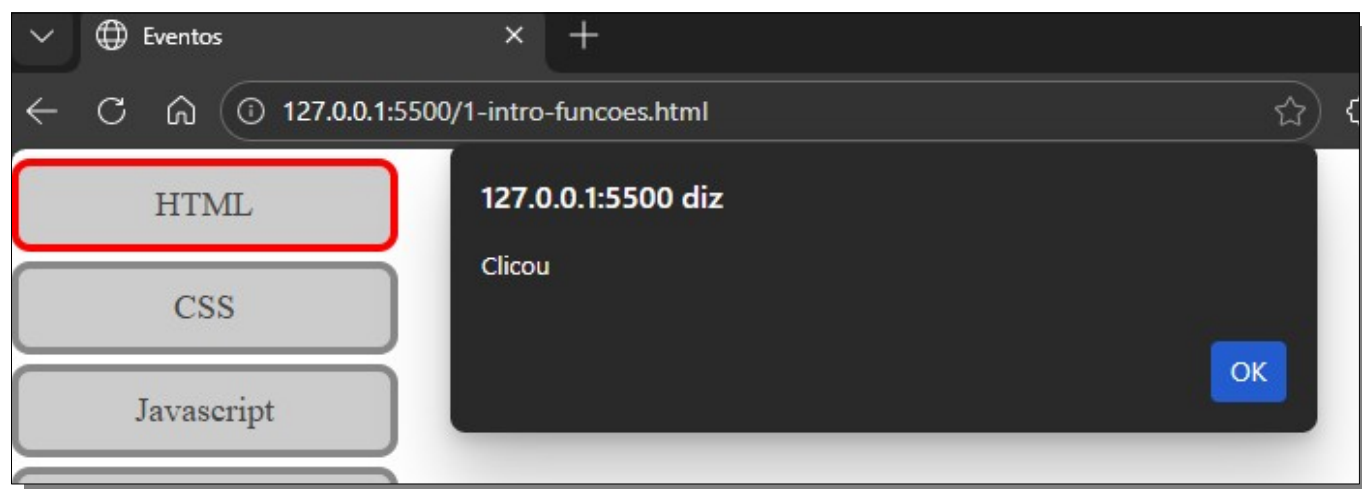 Eventos
127.0.0.1:5500/1-intro-funcoes.html
HTML
127.0.0.1:5500 diz
Clicou
CSS
OK
Javascript